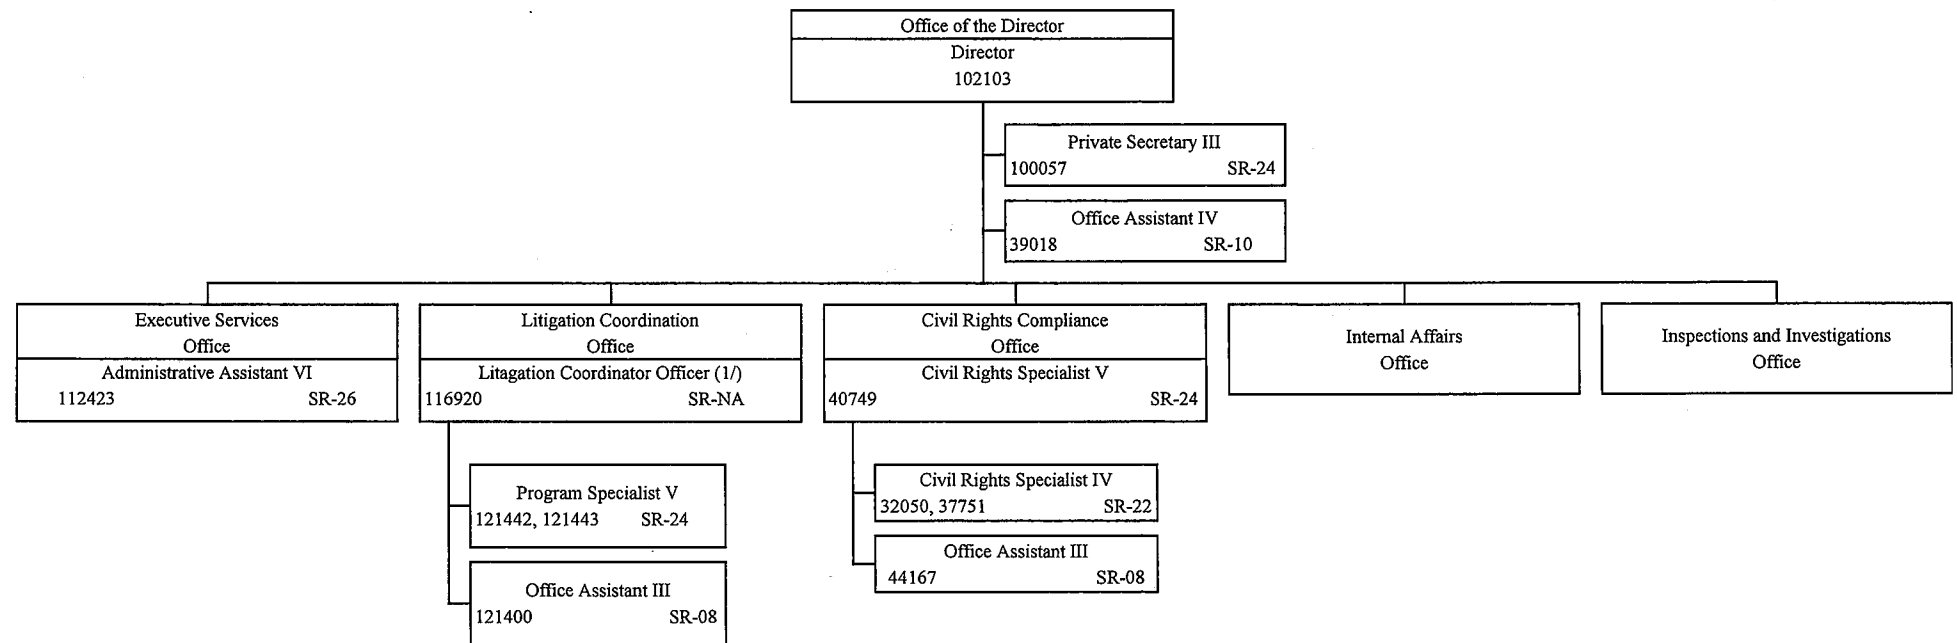 Office of the Director
Director
102103
Private Secretary III
100057 SR-24
Office Assistant IV
39018 SR-10
Executive Services
Office
Administrative Assistant VI
112423 SR-26
Litigation Coordination
Office
Litagation Coordinator Officer (1/)
116920 SR-NA
Program Specialist V
121442, 121443 SR-24
Office Assistant III
121400 SR-08
Civil Rights Compliance
Office
Civil Rights Specialist V
40749 SR-24
Civil Rights Specialist IV
32050, 37751 SR-22
Office Assistant III
44167 SR-08
Internal Affairs
Office
Inspections and Investigations
Office